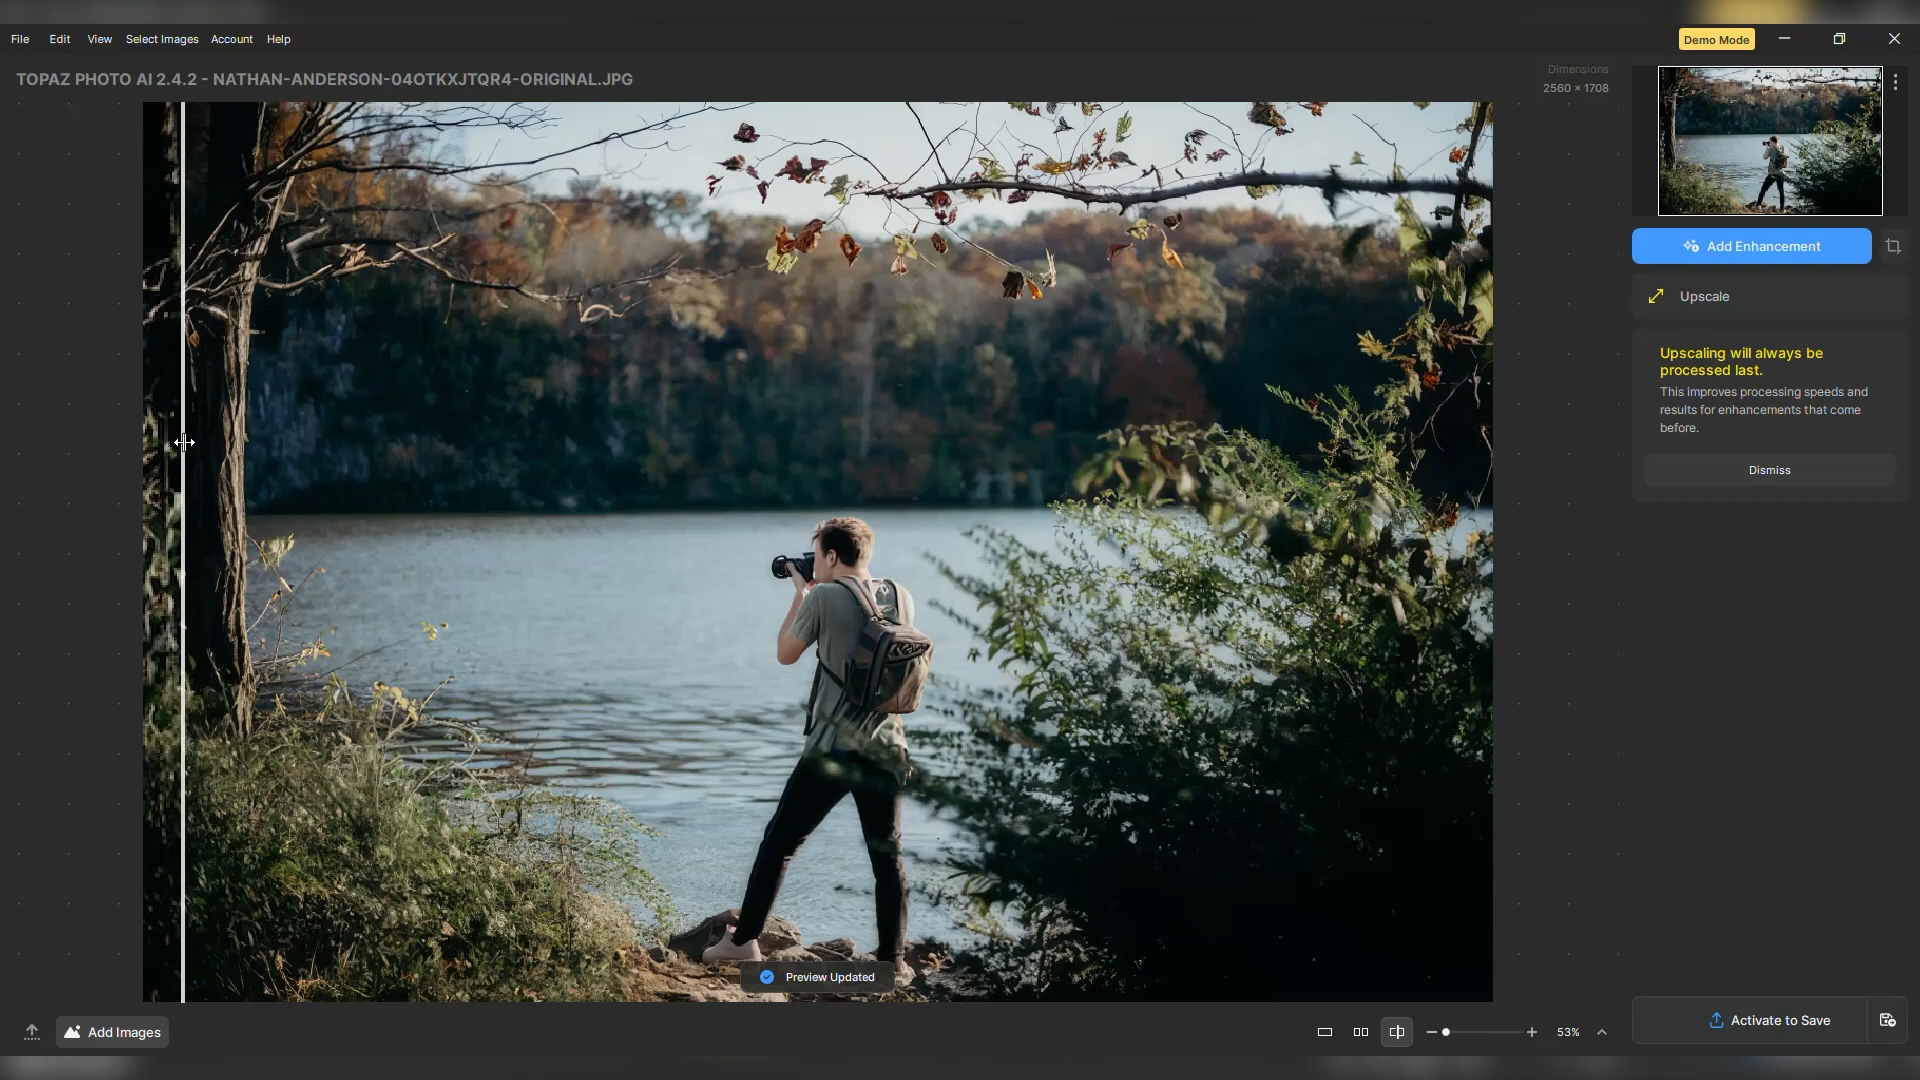 File Edit View Select Images Account Help
Demo Mode
TOPAZ PHOTO AI 2.4.2 - NATHAN-ANDERSON-04OTKXJTQR4-ORIGINAL.JPG
Dimensions
2560 × 1708
Add Enhancement
Upscale
Upscaling will always be
processed last.
This improves processing speeds and
results for enhancements that come
before.
Dismiss
Preview Updated
Add Images
53%
Activate to Save